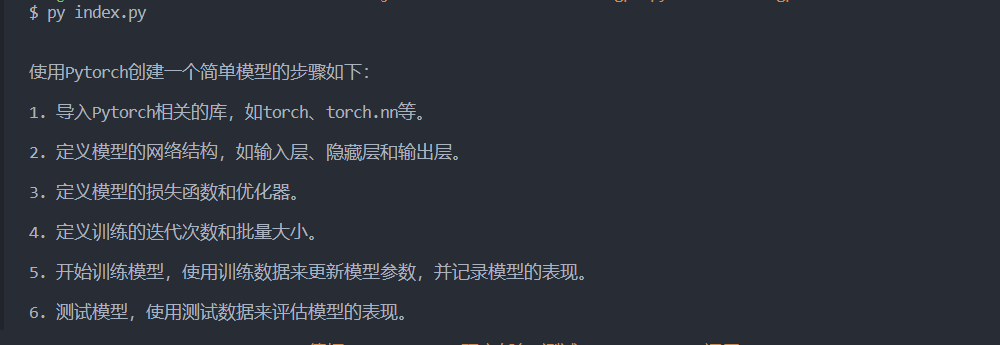 $ py index.py
使用Pytorch创建一个简单模型的步骤如下：
1. 导入Pytorch相关的库，如torch、torch.nn等。
2. 定义模型的网络结构，如输入层、隐藏层和输出层。
3. 定义模型的损失函数和优化器。
4. 定义训练的迭代次数和批量大小。
5. 开始训练模型，使用训练数据来更新模型参数，并记录模型的表现。
6. 测试模型，使用测试数据来评估模型的表现。